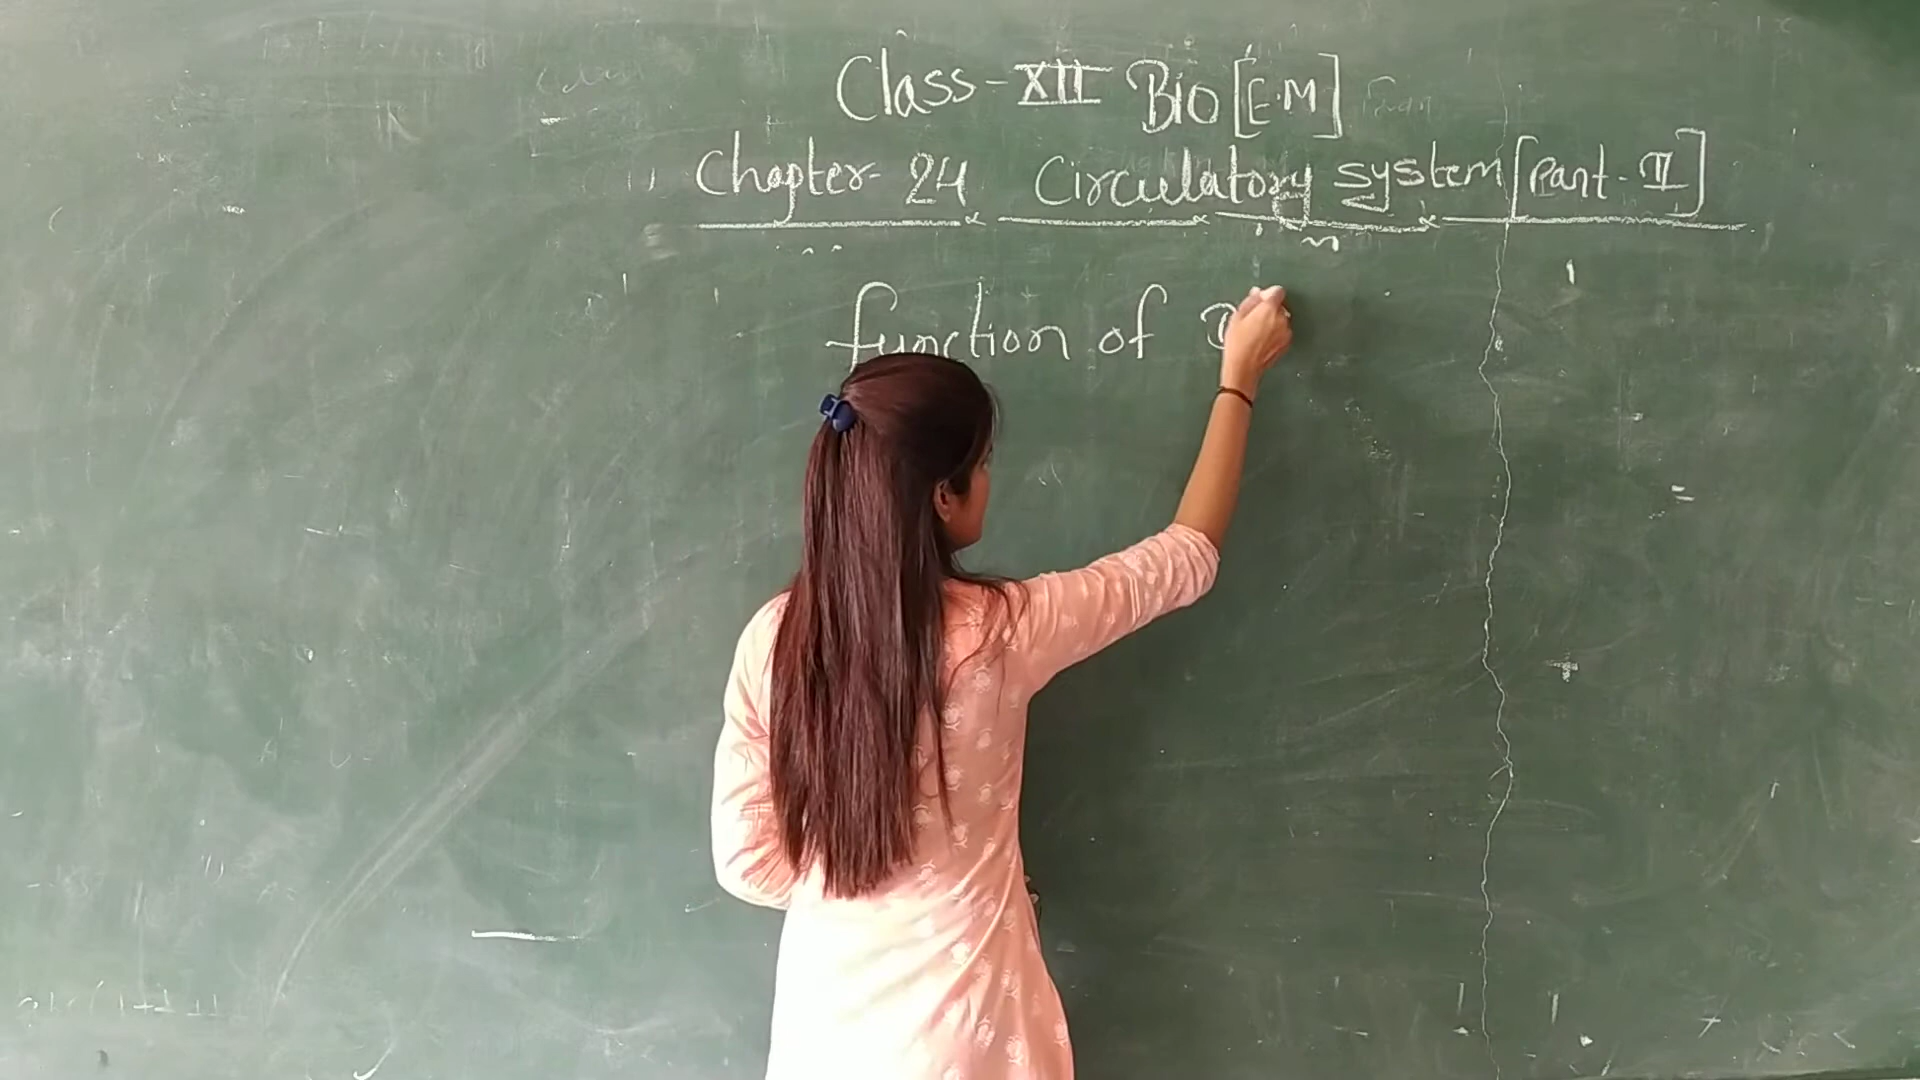 Class-XII Bio [E.M]
Chapter- 24 Circulatory system [Part-II]
function of